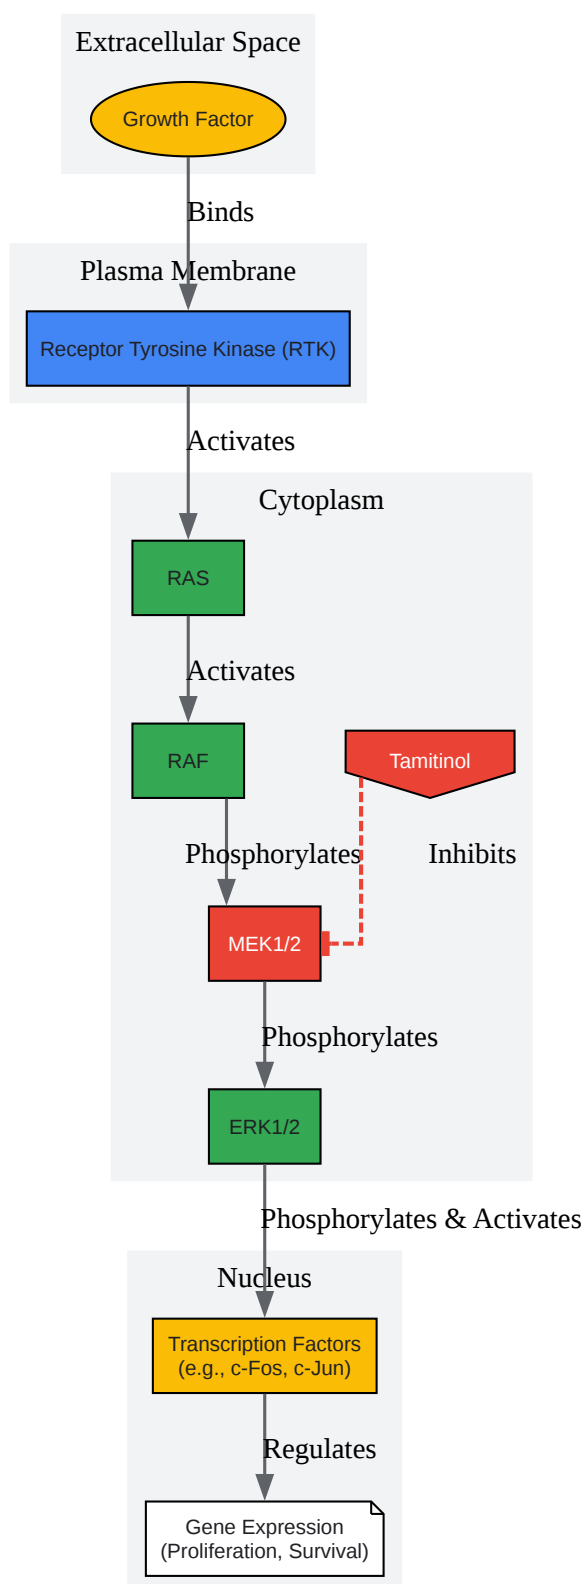 Extracellular Space
Growth Factor
Binds
Plasma Membrane
Receptor Tyrosine Kinase (RTK)
Activates
Cytoplasm
RAS
Activates
RAF
Tamitinol
Phosphorylates
Inhibits
MEK1/2
Phosphorylates
ERK1/2
Phosphorylates & Activates
Nucleus
Transcription Factors
(e.g., c-Fos, c-Jun)
Regulates
Gene Expression
(Proliferation, Survival)